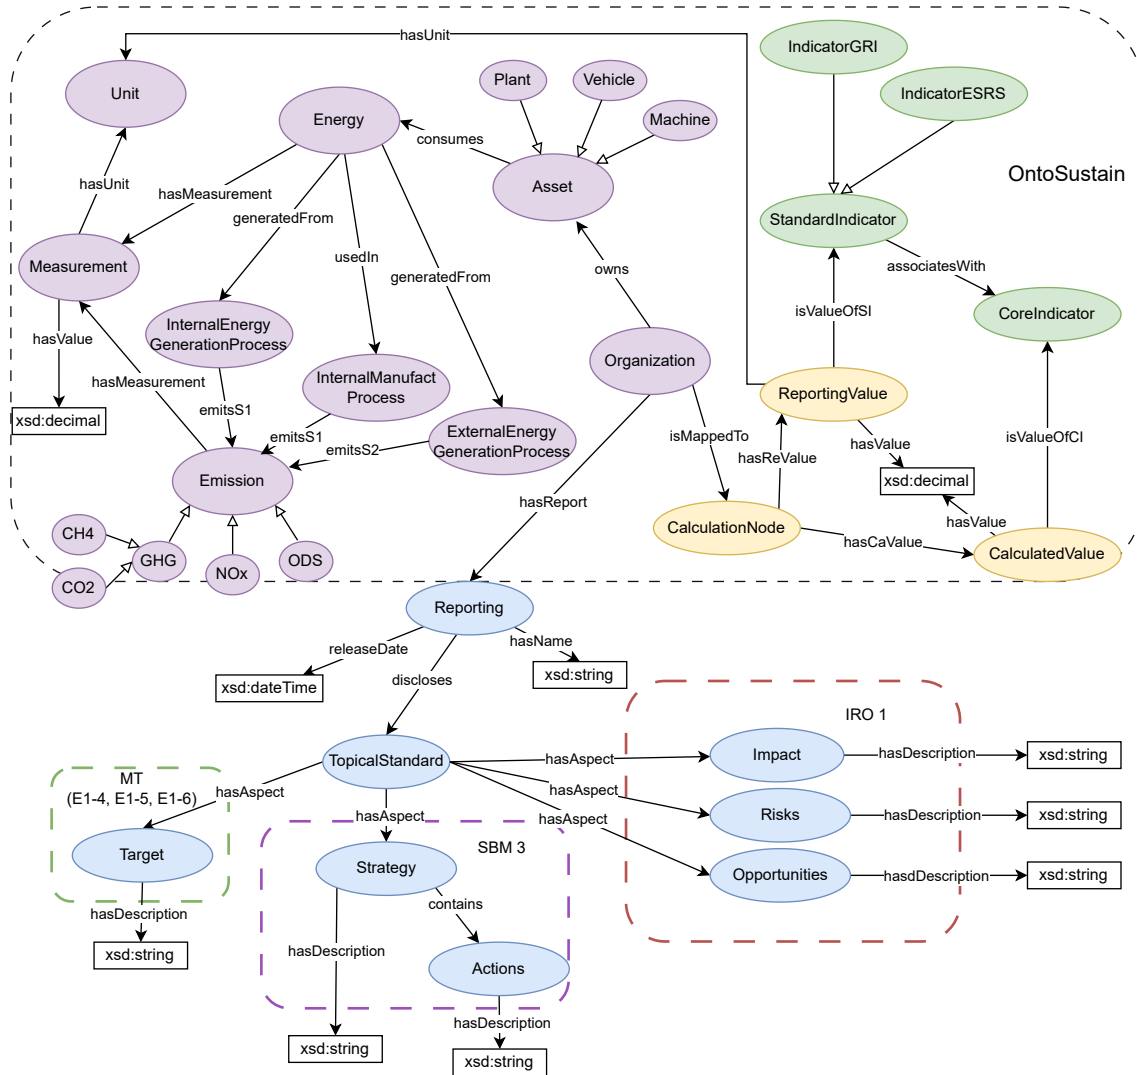 hasUnit
IndicatorGRI
Plant
Vehicle
Unit
IndicatorESRS
Energy
Machine
consumes
OntoSustain
hasUnit
hasMeasurement
Asset
generatedFrom
StandardIndicator
usedIn
associatesWith
Measurement
owns
generatedFrom
isValueOfSI
CoreIndicator
InternalEnergy
GenerationProcess
hasValue
Organization
hasMeasurement
InternalManufact
Process
ReportingValue
emitsS1
xsd:decimal
emitsS1
ExternalEnergy
GenerationProcess
isMappedTo
hasValue
isValueOfCI
emitsS2
hasReValue
Emission
xsd:decimal
hasReport
hasValue
CH4
CalculationNode
hasCaValue
CalculatedValue
GHG
NOx
ODS
CO2
Reporting
releaseDate
hasName
xsd:dateTime
discloses
xsd:string
IRO 1
TopicalStandard
hasAspect
Impact
hasDescription
xsd:string
MT
(E1-4, E1-5, E1-6)
hasAspect
hasAspect
hasAspect
Risks
hasDescription
xsd:string
hasAspect
Target
SBM 3
Strategy
Opportunities
hasdDescription
xsd:string
hasDescription
contains
xsd:string
hasDescription
Actions
hasDescription
xsd:string
xsd:string